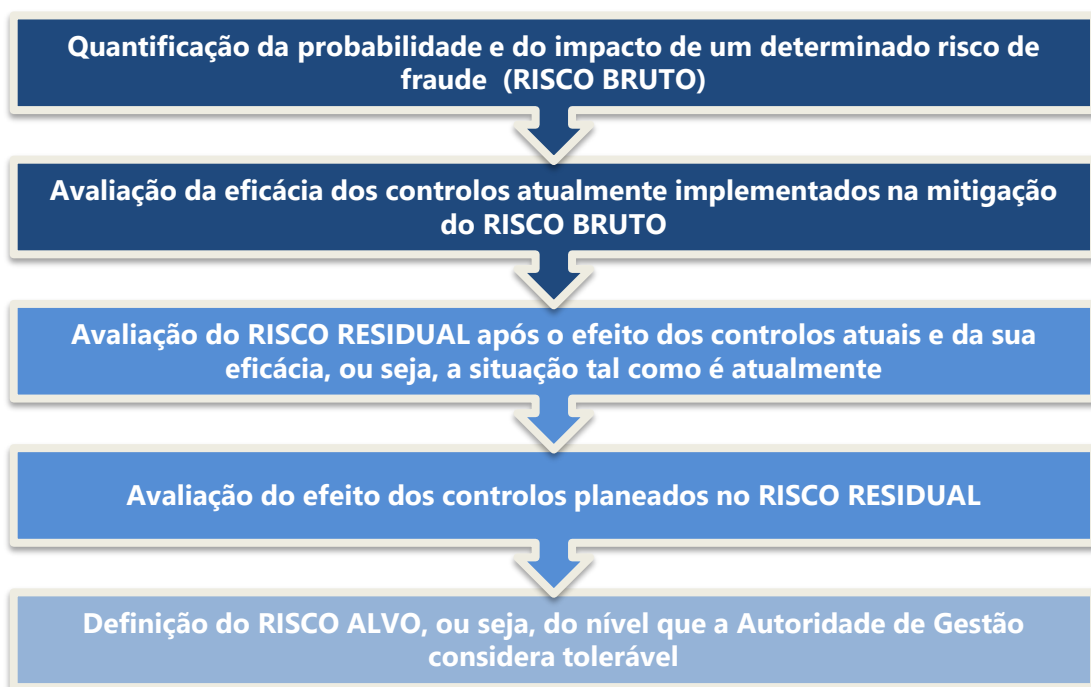 Quantificação da probabilidade e do impacto de um determinado risco de
fraude (RISCO BRUTO)
Avaliação da eficácia dos controlos atualmente implementados na mitigação
do RISCO BRUTO
Avaliação do RISCO RESIDUAL após o efeito dos controlos atuais e da sua
eficácia, ou seja, a situação tal como é atualmente
Avaliação do efeito dos controlos planeados no RISCO RESIDUAL
Definição do RISCO ALVO, ou seja, do nível que a Autoridade de Gestão
considera tolerável